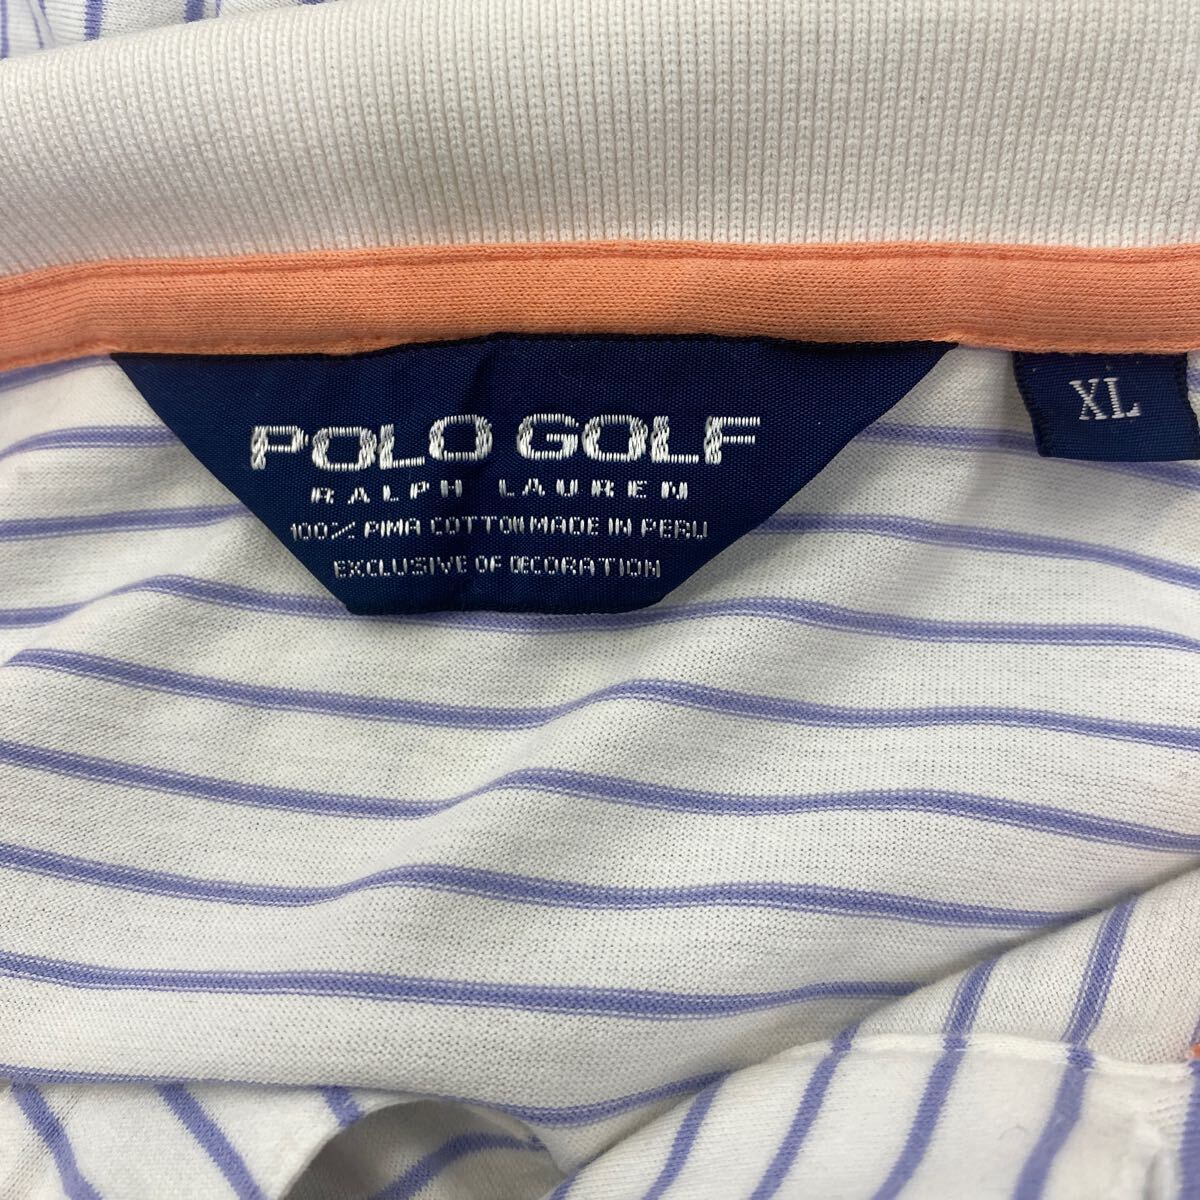 POLO GOLF
RALPH LAUREN
100% PIMA COTTON MADE IN PERU
EXCLUSIVE OF DECORATION
XL